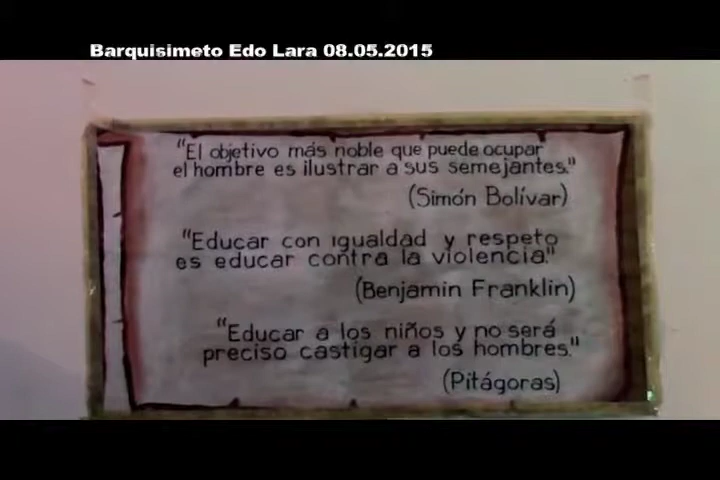 Barquisimeto Edo Lara 08.05.2015
"El objetivo más noble que puede ocupar
el hombre es ilustrar a sus semejantes."
(Simón Bolívar)
"Educar con igualdad y respeto
es educar contra la violencia."
(Benjamin Franklin)
"Educar a los niños y no será
preciso castigar a los hombres."
(Pitágoras)